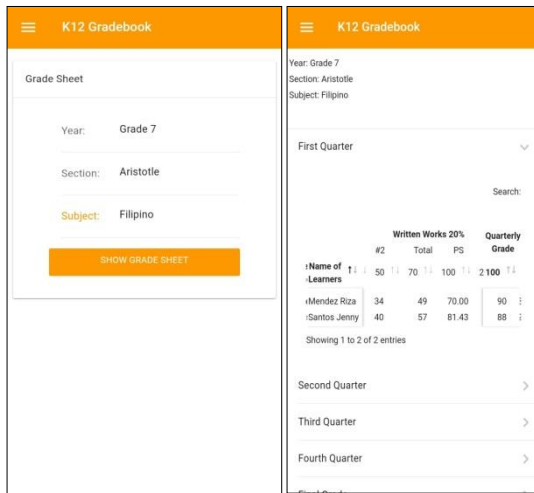 K12 Gradebook
Grade Sheet
Year: Grade 7
Section: Aristotle
Subject: Filipino
SHOW GRADE SHEET
K12 Gradebook
Year: Grade 7
Section: Aristotle
Subject: Filipino
First Quarter
Search:
Written Works 20% Quarterly
#2 Total PS Grade
Name of
Learners 50 70 100 2 100
Mendez Riza 34 49 70.00 90
Santos Jenny 40 57 81.43 88
Showing 1 to 2 of 2 entries
Second Quarter
Third Quarter
Fourth Quarter
Final Grade